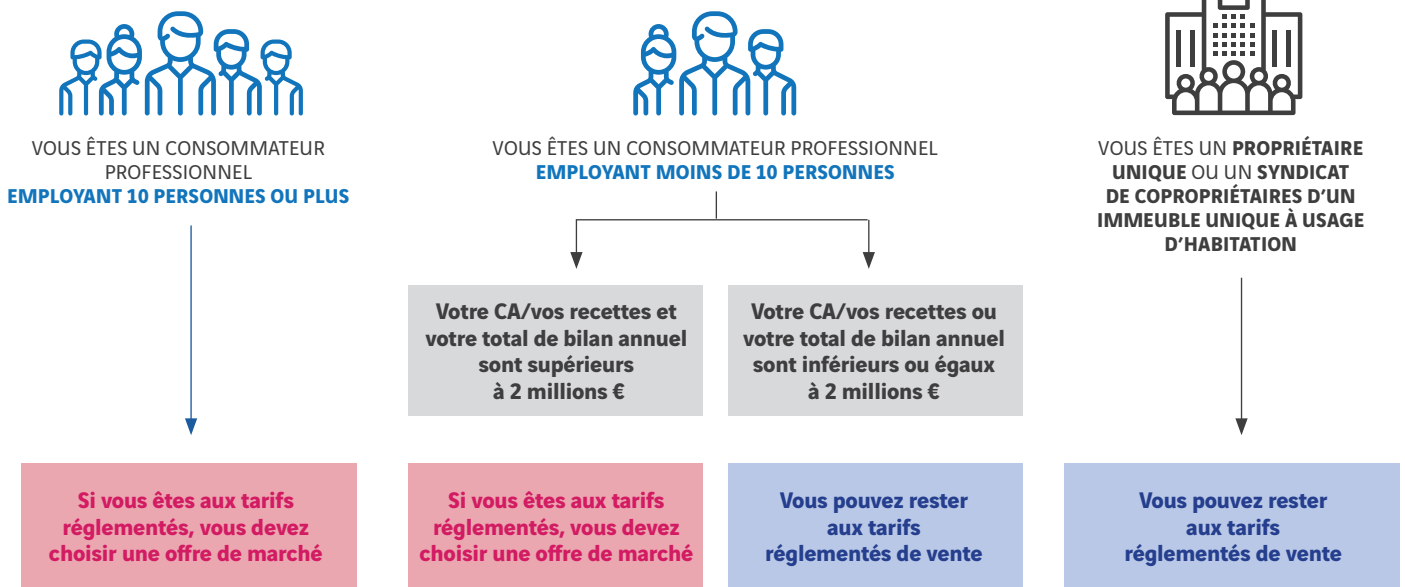 VOUS ÊTES UN CONSOMMATEUR
PROFESSIONNEL
EMPLOYANT 10 PERSONNES OU PLUS
Si vous êtes aux tarifs
réglementés, vous devez
choisir une offre de marché
VOUS ÊTES UN CONSOMMATEUR PROFESSIONNEL
EMPLOYANT MOINS DE 10 PERSONNES
Votre CA/vos recettes et
votre total de bilan annuel
sont supérieurs
à 2 millions €
Si vous êtes aux tarifs
réglementés, vous devez
choisir une offre de marché
Votre CA/vos recettes ou
votre total de bilan annuel
sont inférieurs ou égaux
à 2 millions €
Vous pouvez rester
aux tarifs
réglementés de vente
VOUS ÊTES UN PROPRIÉTAIRE
UNIQUE OU UN SYNDICAT
DE COPROPRIÉTAIRES D'UN
IMMEUBLE UNIQUE À USAGE
D'HABITATION
Vous pouvez rester
aux tarifs
réglementés de vente